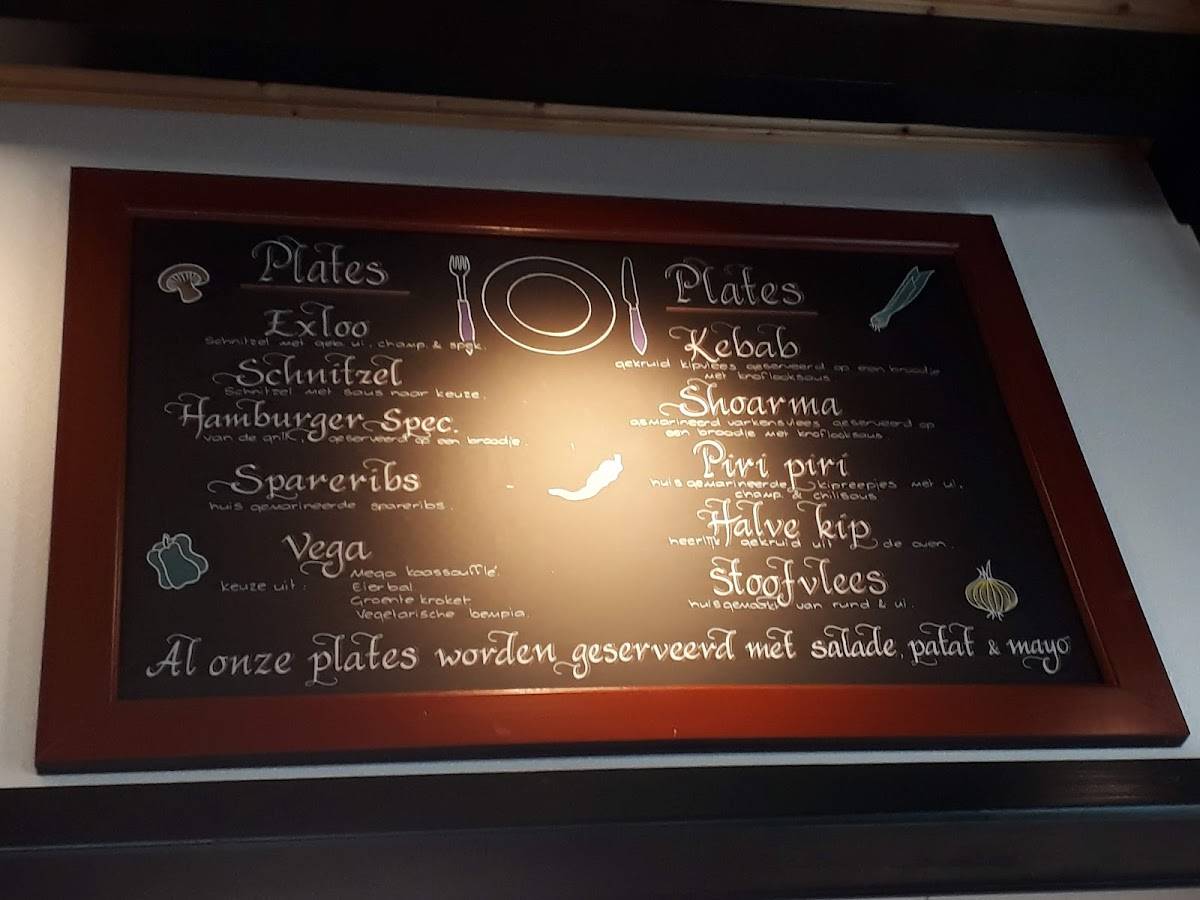 Plates
Exloo
Schnitzel met geb. ui, champ. & spek.
Schnitzel
Schnitzel met saus naar keuze.
Hamburger Spec.
van de grill, geserveerd op een broodje.
Spareribs
huis gemarineerde spareribs.
Vega
keuze uit: Mega kaassoufflé.
Eierbal
Groente kroket
Vegetarische bempia.
Plates
Kebab
gekruid kipvlees geserveerd op een broodje
met knoflooksaus
Shoarma
gemarineerd varkensvlees geserveerd op
een broodje met knoflooksaus
Piri piri
huis gemarineerde kipreepjes met ui,
champ. & chilisaus
Halve kip
heerlijk gekruid uit de oven.
Stoofvlees
huisgemaakt van rund & ui.
Al onze plates worden geserveerd met salade, patat & mayo